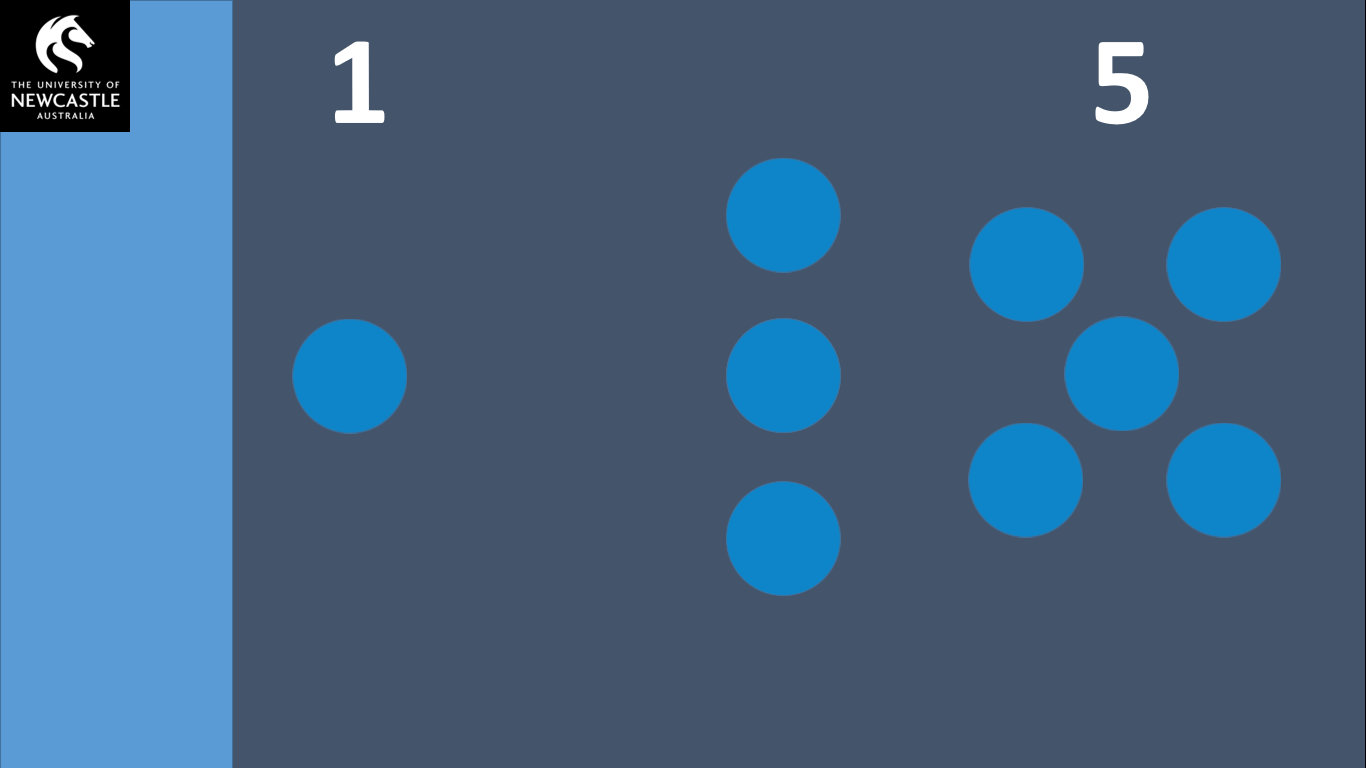 THE UNIVERSITY OF
NEWCASTLE
AUSTRALIA
1
5